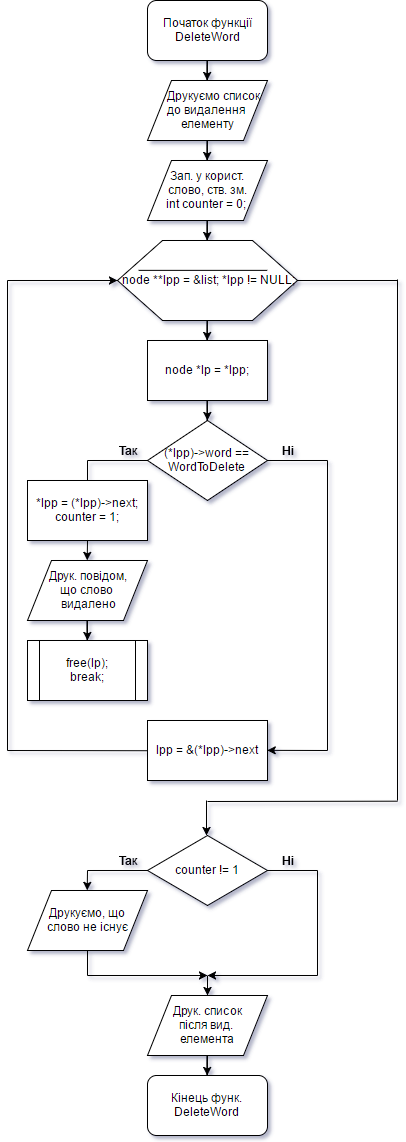 Початок функції
DeleteWord
Друкуємо список
до видалення
елементу
Зап. у корист.
слово, ств. зм.
int counter = 0;
node **lpp = &list; *lpp != NULL
node *lp = *lpp;
(*lpp)->word ==
WordToDelete
Так
Ні
*lpp = (*lpp)->next;
counter = 1;
Друк. повідом,
що слово
видалено
free(lp);
break;
lpp = &(*lpp)->next
counter != 1
Так
Ні
Друкуємо, що
слово не існує
Друк. список
після вид.
елемента
Кінець функ.
DeleteWord